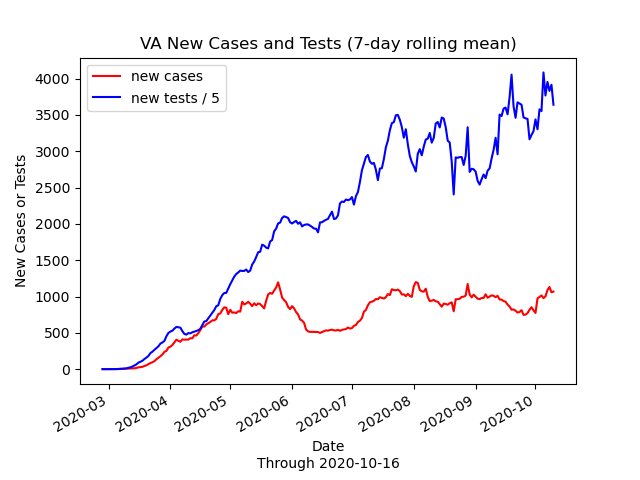 VA New Cases and Tests (7-day rolling mean)
new cases
new tests / 5
New Cases or Tests
4000
3500
3000
2500
2000
1500
1000
500
0
2020-03
2020-04
2020-05
2020-06
2020-07
2020-08
2020-09
2020-10
Date
Through 2020-10-16